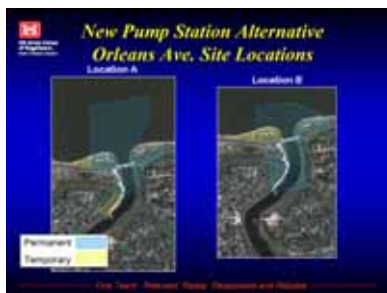 New Pump Station Alternative
Orleans Ave. Site Locations
Location A
Location B
Permanent
Temporary
One Team: Relevant, Ready, Responsive and Reliable